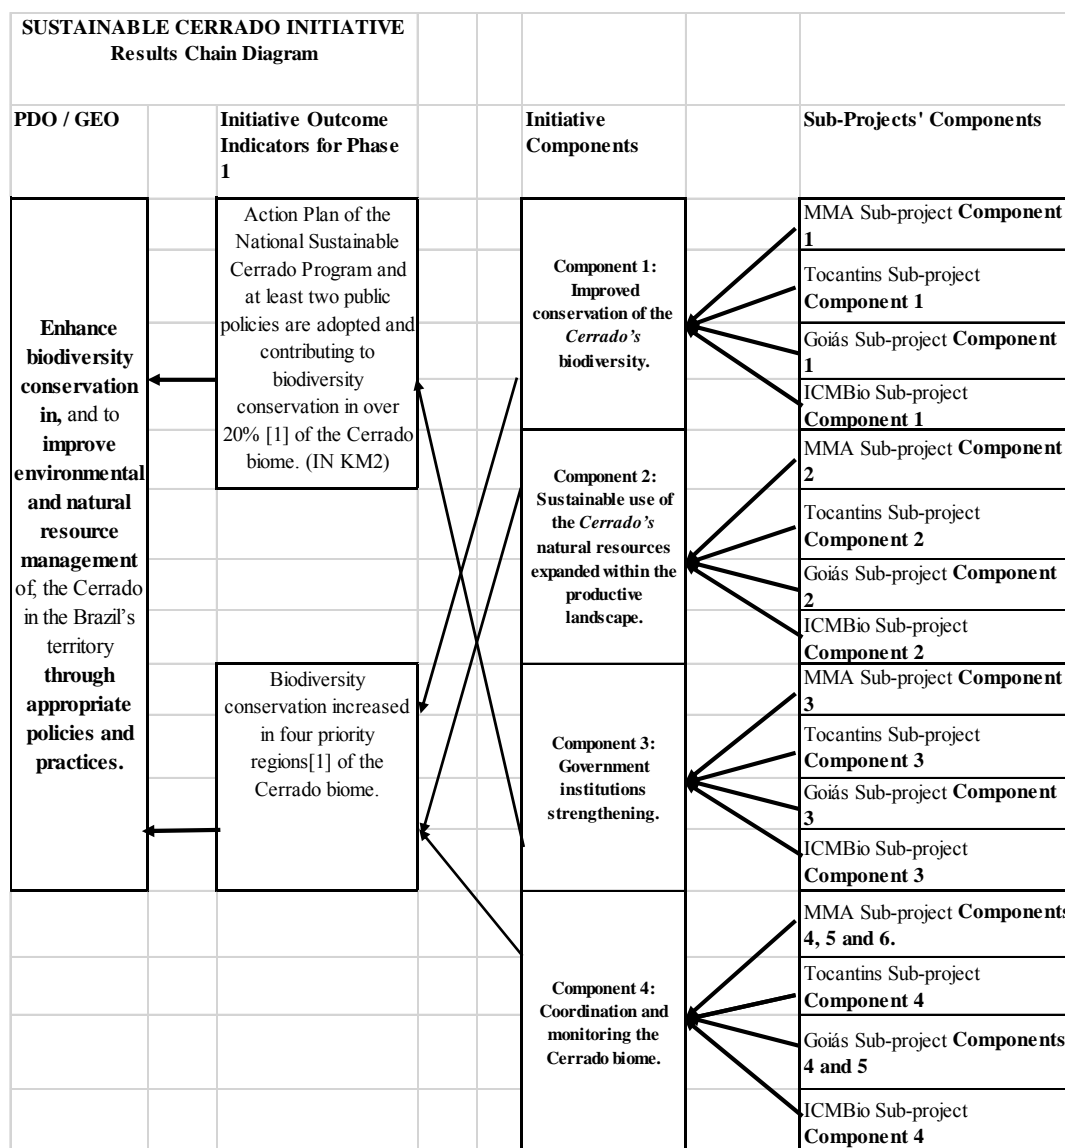 SUSTAINABLE CERRADO INITIATIVE
Results Chain Diagram
PDO / GEO
Initiative Outcome
Indicators for Phase
1
Initiative
Components
Sub-Projects' Components
Enhance
biodiversity
conservation
in, and to
improve
environmental
and natural
resource
management
of, the Cerrado
in the Brazil's
territory
through
appropriate
policies and
practices.
Action Plan of the
National Sustainable
Cerrado Program and
at least two public
policies are adopted and
contributing to
biodiversity
conservation in over
20% [1] of the Cerrado
biome. (IN KM2)
Biodiversity
conservation increased
in four priority
regions[1] of the
Cerrado biome.
Component 1:
Improved
conservation of the
Cerrado's
biodiversity.
Component 2:
Sustainable use of
the Cerrado's
natural resources
expanded within the
productive
landscape.
Component 3:
Government
institutions
strengthening.
Component 4:
Coordination and
monitoring the
Cerrado biome.
MMA Sub-project Component
1
Tocantins Sub-project
Component 1
Goiás Sub-project Component
1
ICMBio Sub-project
Component 1
MMA Sub-project Component
2
Tocantins Sub-project
Component 2
Goiás Sub-project Component
2
ICMBio Sub-project
Component 2
MMA Sub-project Component
3
Tocantins Sub-project
Component 3
Goiás Sub-project Component
3
ICMBio Sub-project
Component 3
MMA Sub-project Components
4, 5 and 6.
Tocantins Sub-project
Component 4
Goiás Sub-project Components
4 and 5
ICMBio Sub-project
Component 4